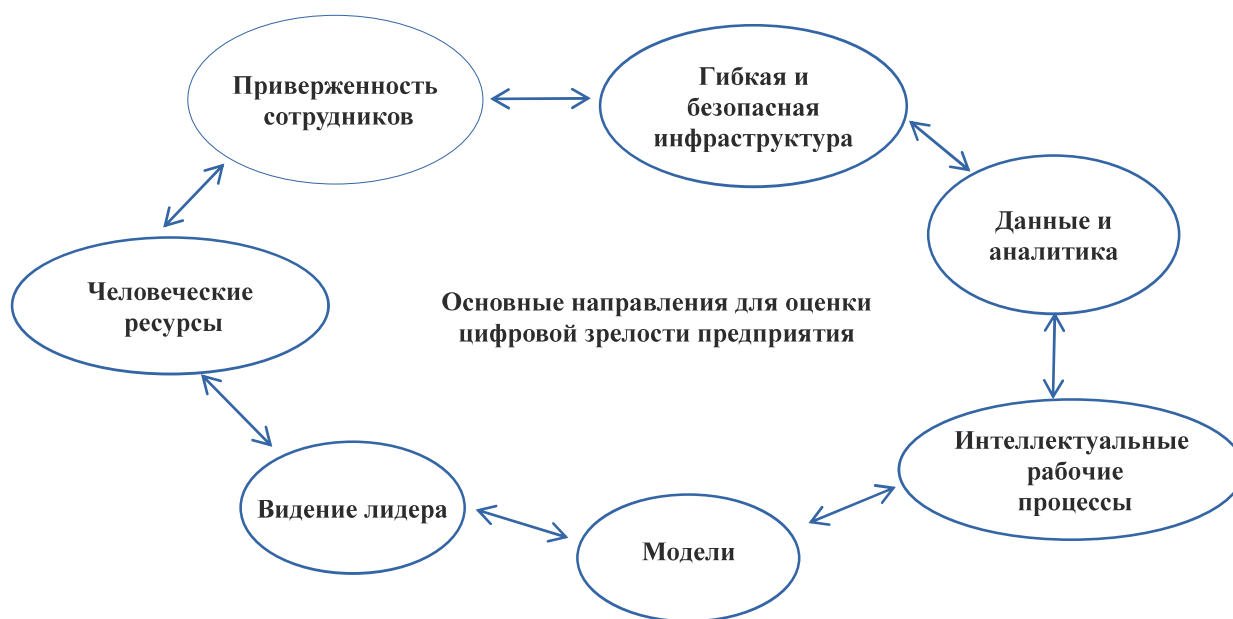 Приверженность
сотрудников
Гибкая и
безопасная
инфраструктура
Данные и
аналитика
Человеческие
ресурсы
Основные направления для оценки
цифровой зрелости предприятия
Интеллектуальные
рабочие
процессы
Видение лидера
Модели